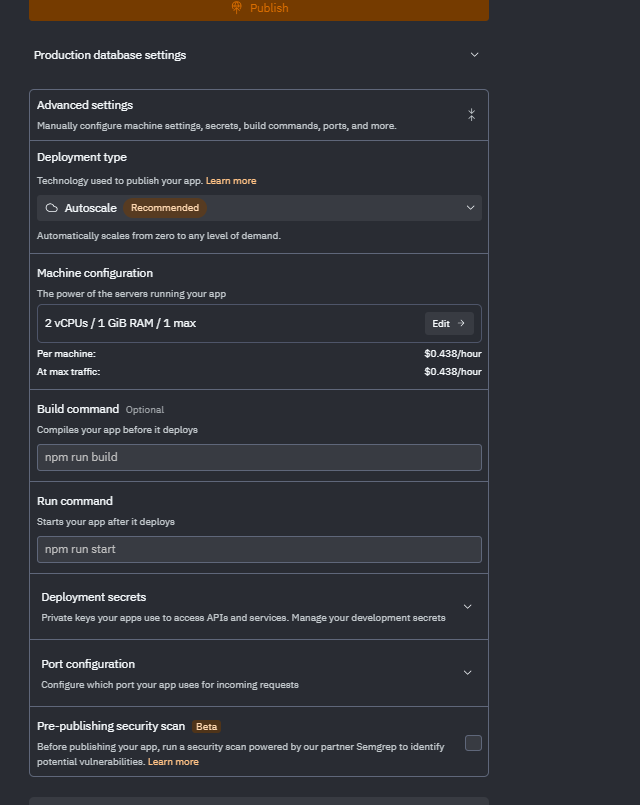 Publish
Production database settings
Advanced settings
Manually configure machine settings, secrets, build commands, ports, and more.
Deployment type
Technology used to publish your app. Learn more
Autoscale Recommended
Automatically scales from zero to any level of demand.
Machine configuration
The power of the servers running your app
2 vCPUs / 1 GiB RAM / 1 max Edit
Per machine: $0.438/hour
At max traffic: $0.438/hour
Build command Optional
Compiles your app before it deploys
npm run build
Run command
Starts your app after it deploys
npm run start
Deployment secrets
Private keys your apps use to access APIs and services. Manage your development secrets
Port configuration
Configure which port your app uses for incoming requests
Pre-publishing security scan Beta
Before publishing your app, run a security scan powered by our partner Semgrep to identify
potential vulnerabilities. Learn more